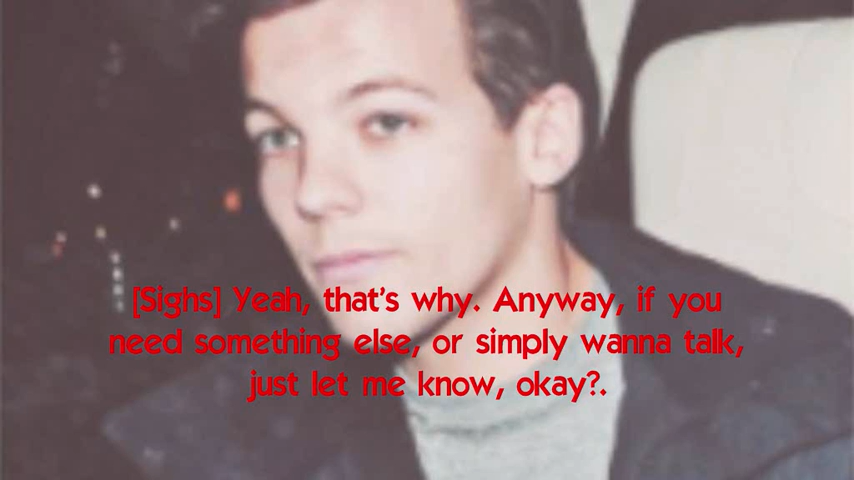 [Sighs] Yeah, that's why. Anyway, if you
need something else, or simply wanna talk,
just let me know, okay?.